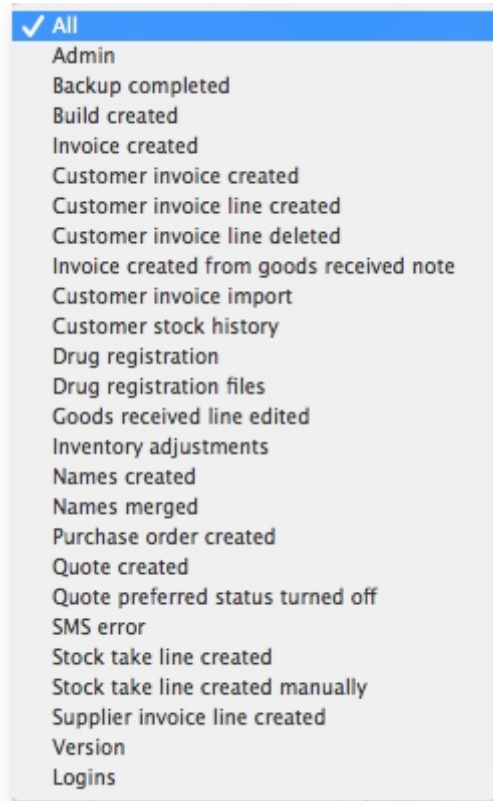 All
Admin
Backup completed
Build created
Invoice created
Customer invoice created
Customer invoice line created
Customer invoice line deleted
Invoice created from goods received note
Customer invoice import
Customer stock history
Drug registration
Drug registration files
Goods received line edited
Inventory adjustments
Names created
Names merged
Purchase order created
Quote created
Quote preferred status turned off
SMS error
Stock take line created
Stock take line created manually
Supplier invoice line created
Version
Logins